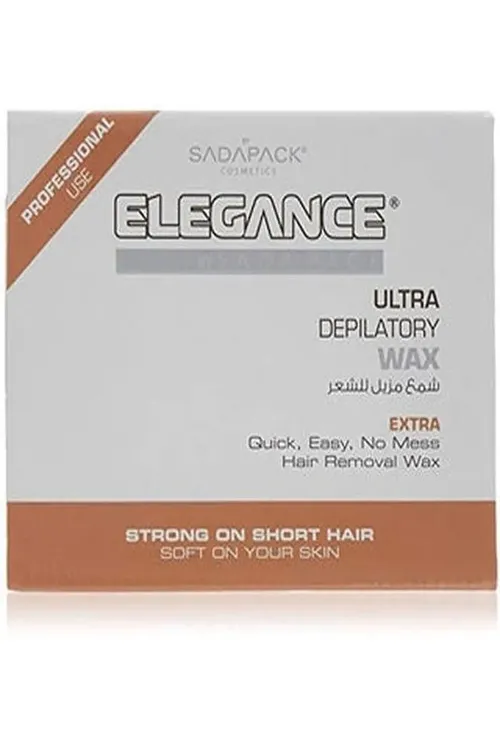 PROFESSIONAL
USE
SADAPACK®
COSMETICS
ELEGANCE®
ULTRA
DEPILATORY
WAX
شمع مزيل للشعر
EXTRA
Quick, Easy, No Mess
Hair Removal Wax
STRONG ON SHORT HAIR
SOFT ON YOUR SKIN